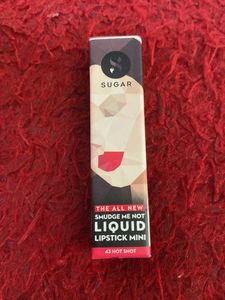 SUGAR
THE ALL NEW
SMUDGE ME NOT
LIQUID
LIPSTICK MINI
43 HOT SHOT